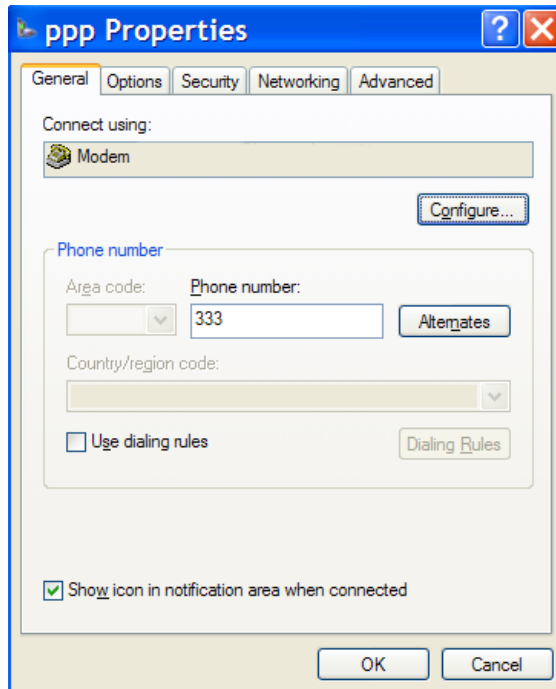 ppp Properties
General Options Security Networking Advanced
Connect using:
Modem
Configure...
Phone number
Area code: Phone number:
333 Alternates
Country/region code:
Use dialing rules Dialing Rules
Show icon in notification area when connected
OK Cancel